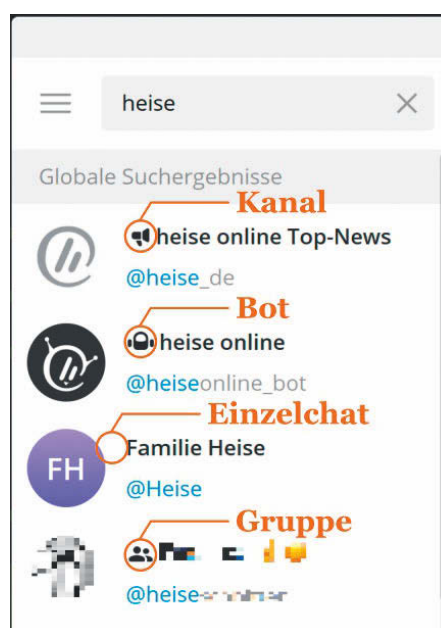 heise
Globale Suchergebnisse
Kanal
heise online Top-News
@heise_de
Bot
heise online
@heiseonline_bot
Einzelchat
FH
Familie Heise
@Heise
Gruppe
@heise